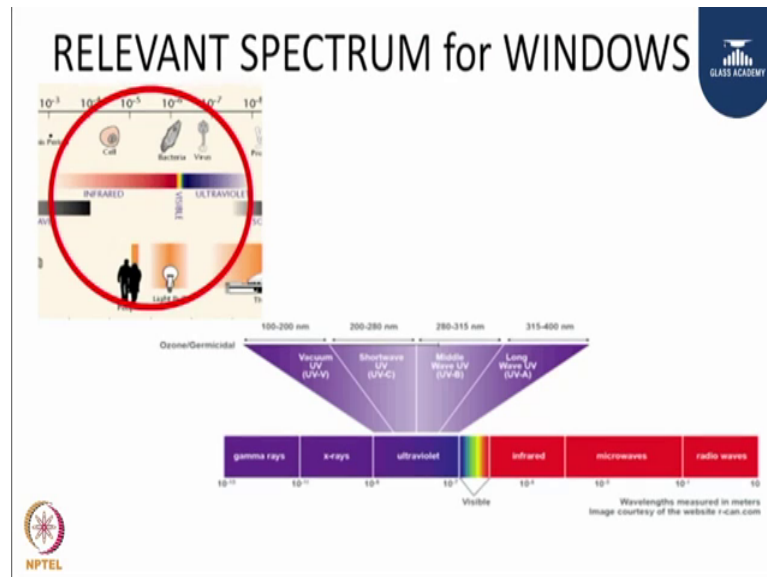 RELEVANT SPECTRUM for WINDOWS
GLASS ACADEMY
10⁻³ 10⁻⁵ 10⁻⁶ 10⁻⁷
Cell Bacteria Virus
INFRARED VISIBLE ULTRAVIOLET
100-200 nm 200-280 nm 280-315 nm 315-400 nm
Ozone/Germicidal
Vacuum UV (UV-V)
Shortwave UV (UV-C)
Middle Wave UV (UV-B)
Long Wave UV (UV-A)
gamma rays x-rays ultraviolet infrared microwaves radio waves
Visible
Wavelengths measured in meters
Image courtesy of the website r-can.com
NPTEL